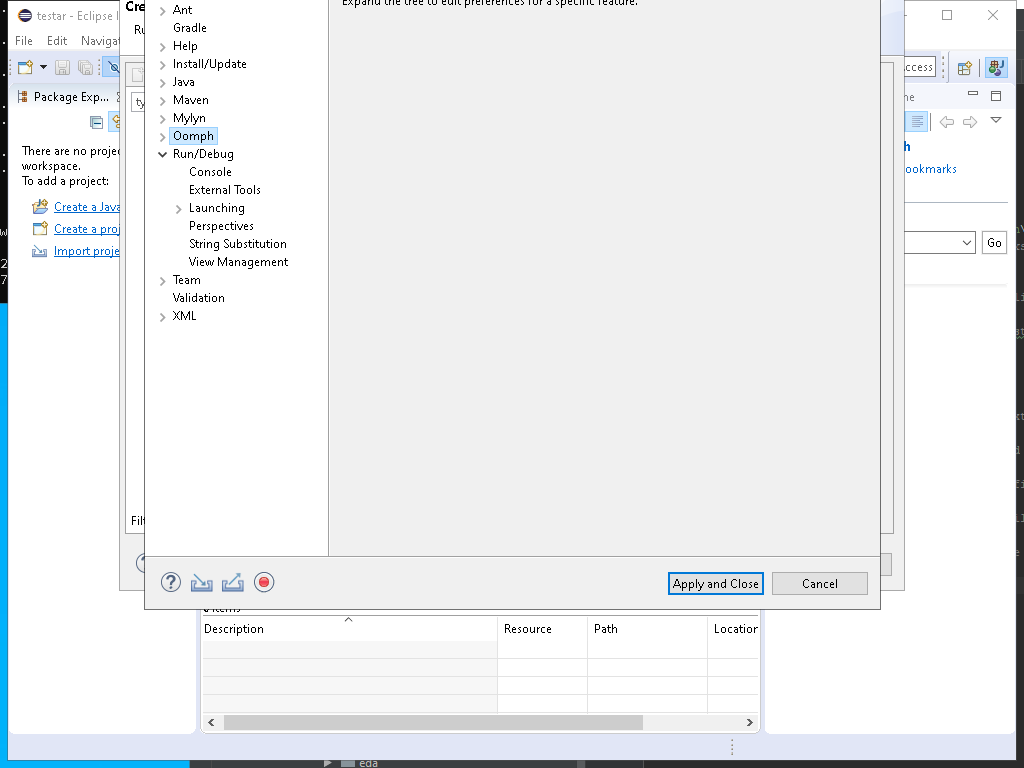 testar - Eclipse I
Cre
Expand the tree to edit preferences for a specific feature.
File Edit Navigat
Ru
ccess
Package Exp...
ty
ne
There are no projec
workspace.
To add a project:
Create a Java
Create a proj
Import proje
h
ookmarks
Go
Ant
Gradle
Help
Install/Update
Java
Maven
Mylyn
Oomph
Run/Debug
Console
External Tools
Launching
Perspectives
String Substitution
View Management
Team
Validation
XML
Filt
Apply and Close
Cancel
Description
Resource
Path
Location
eda